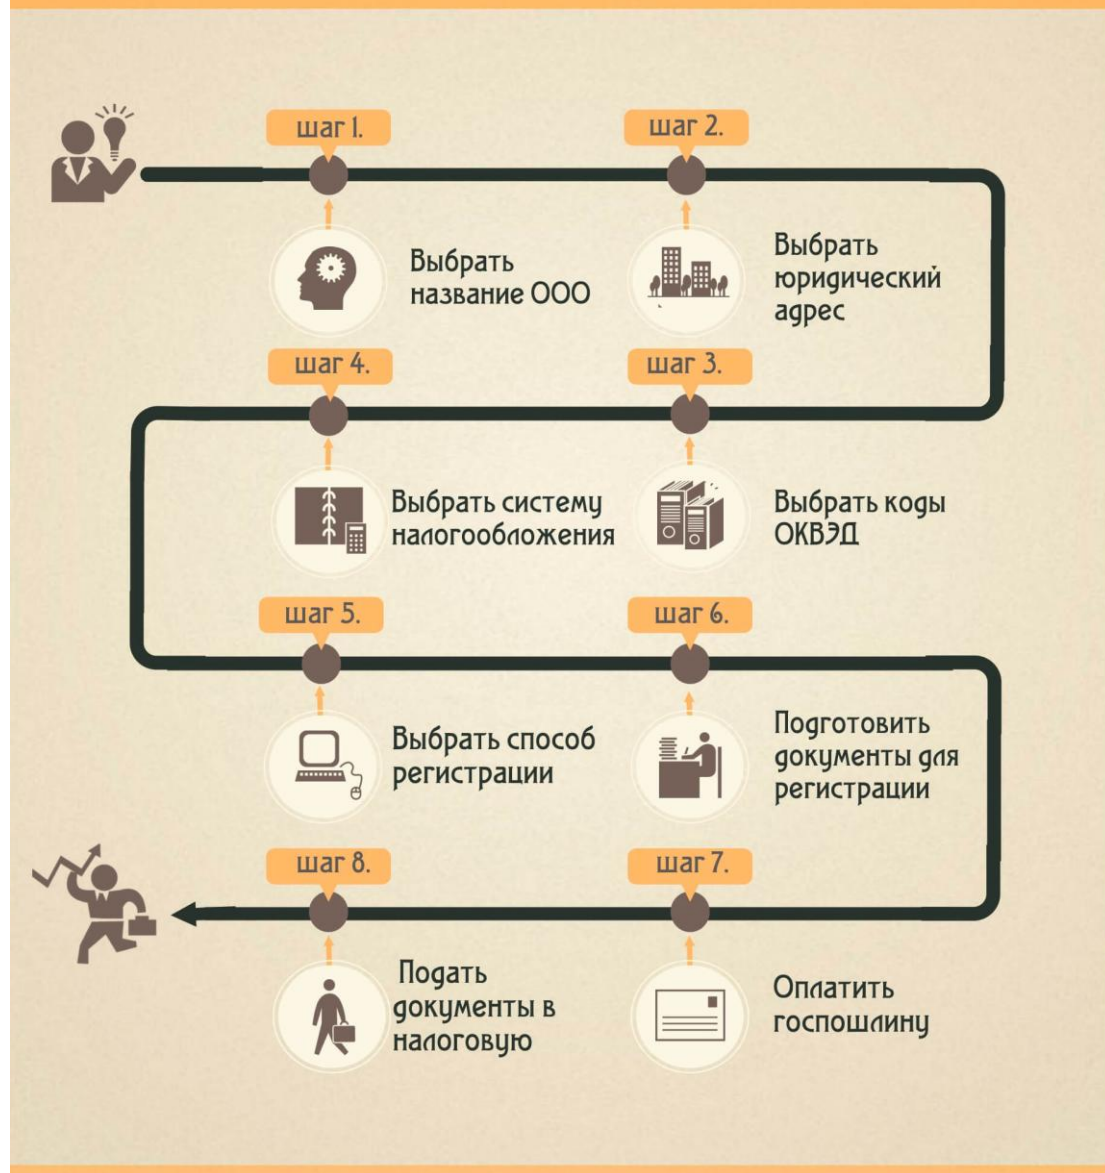 шаг 1.
Выбрать
название ООО
шаг 2.
Выбрать
юридический
адрес
шаг 3.
Выбрать коды
ОКВЭД
шаг 4.
Выбрать систему
налогообложения
шаг 5.
Выбрать способ
регистрации
шаг 6.
Подготовить
документы для
регистрации
шаг 7.
Оплатить
госпошлину
шаг 8.
Подать
документы в
налоговую